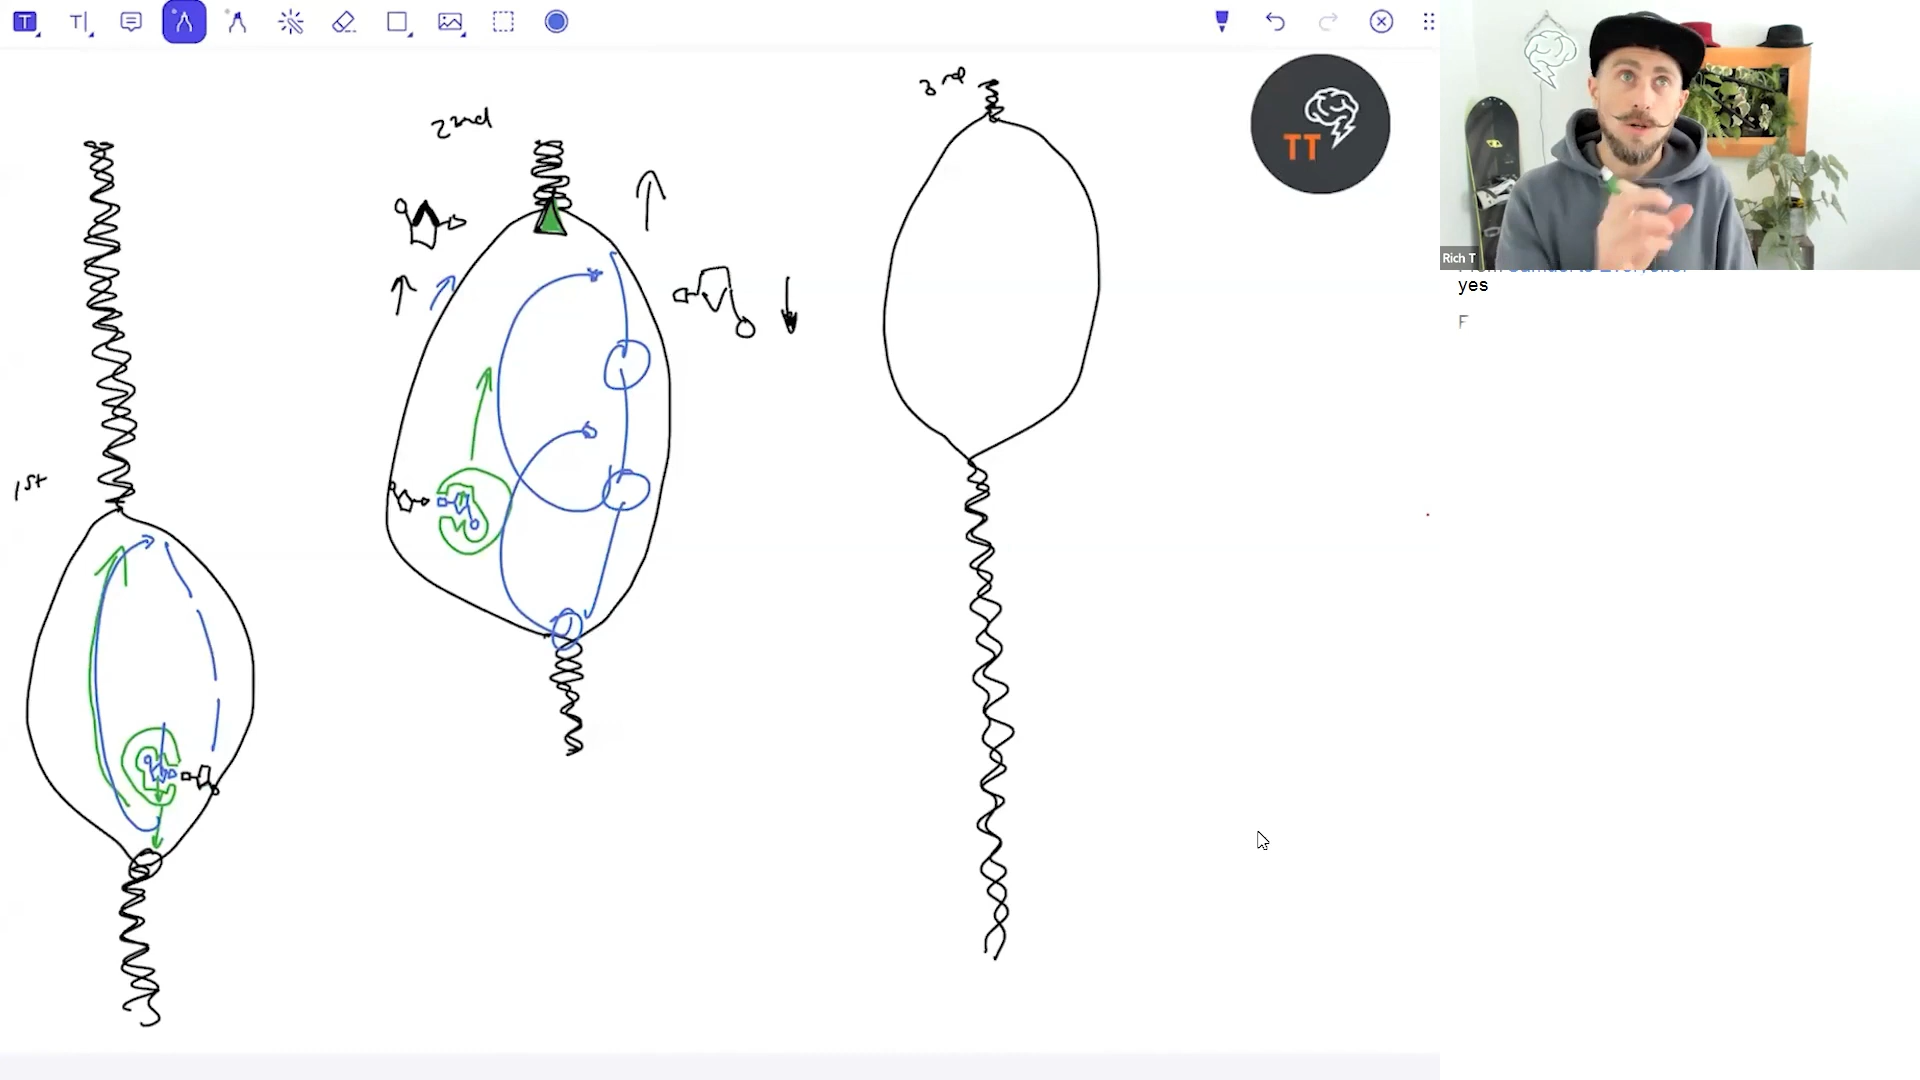 2nd
3rd
TT
1st
Rich T
yes
F